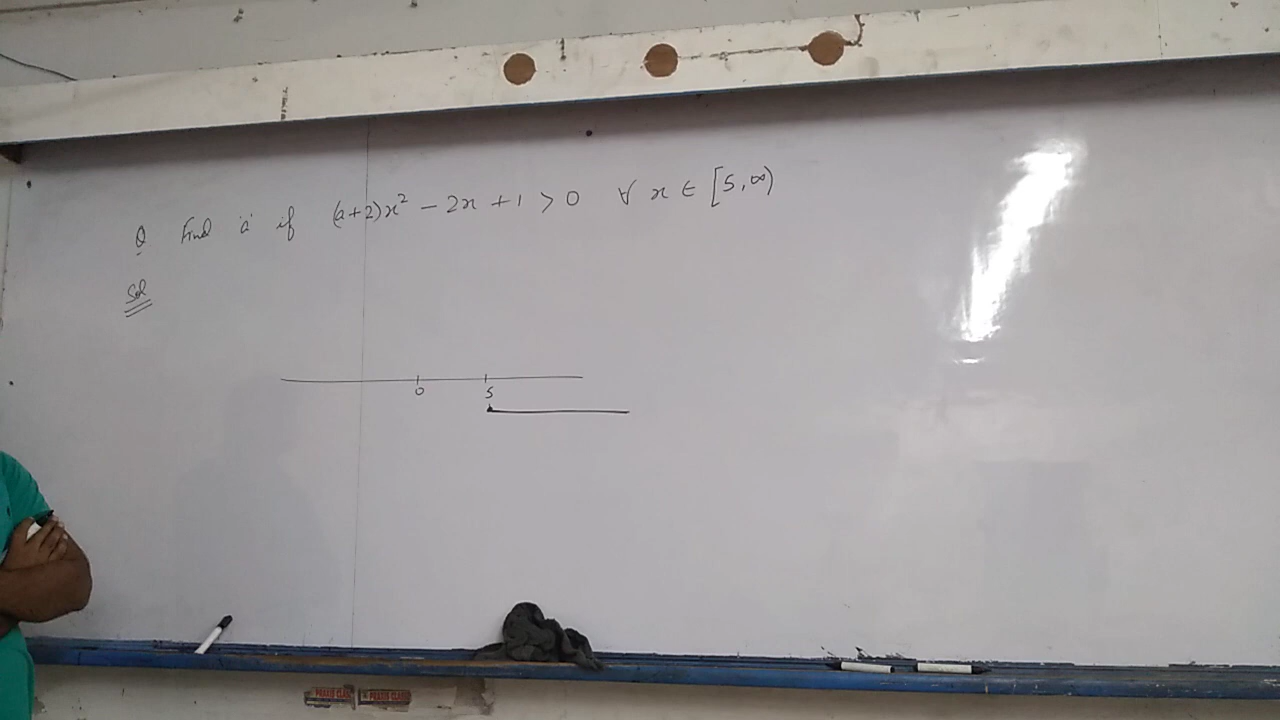 Q Find 'a' if (a+2)x² - 2x + 1 > 0 ∀ x ∈ [5,∞)
Sol
0 5